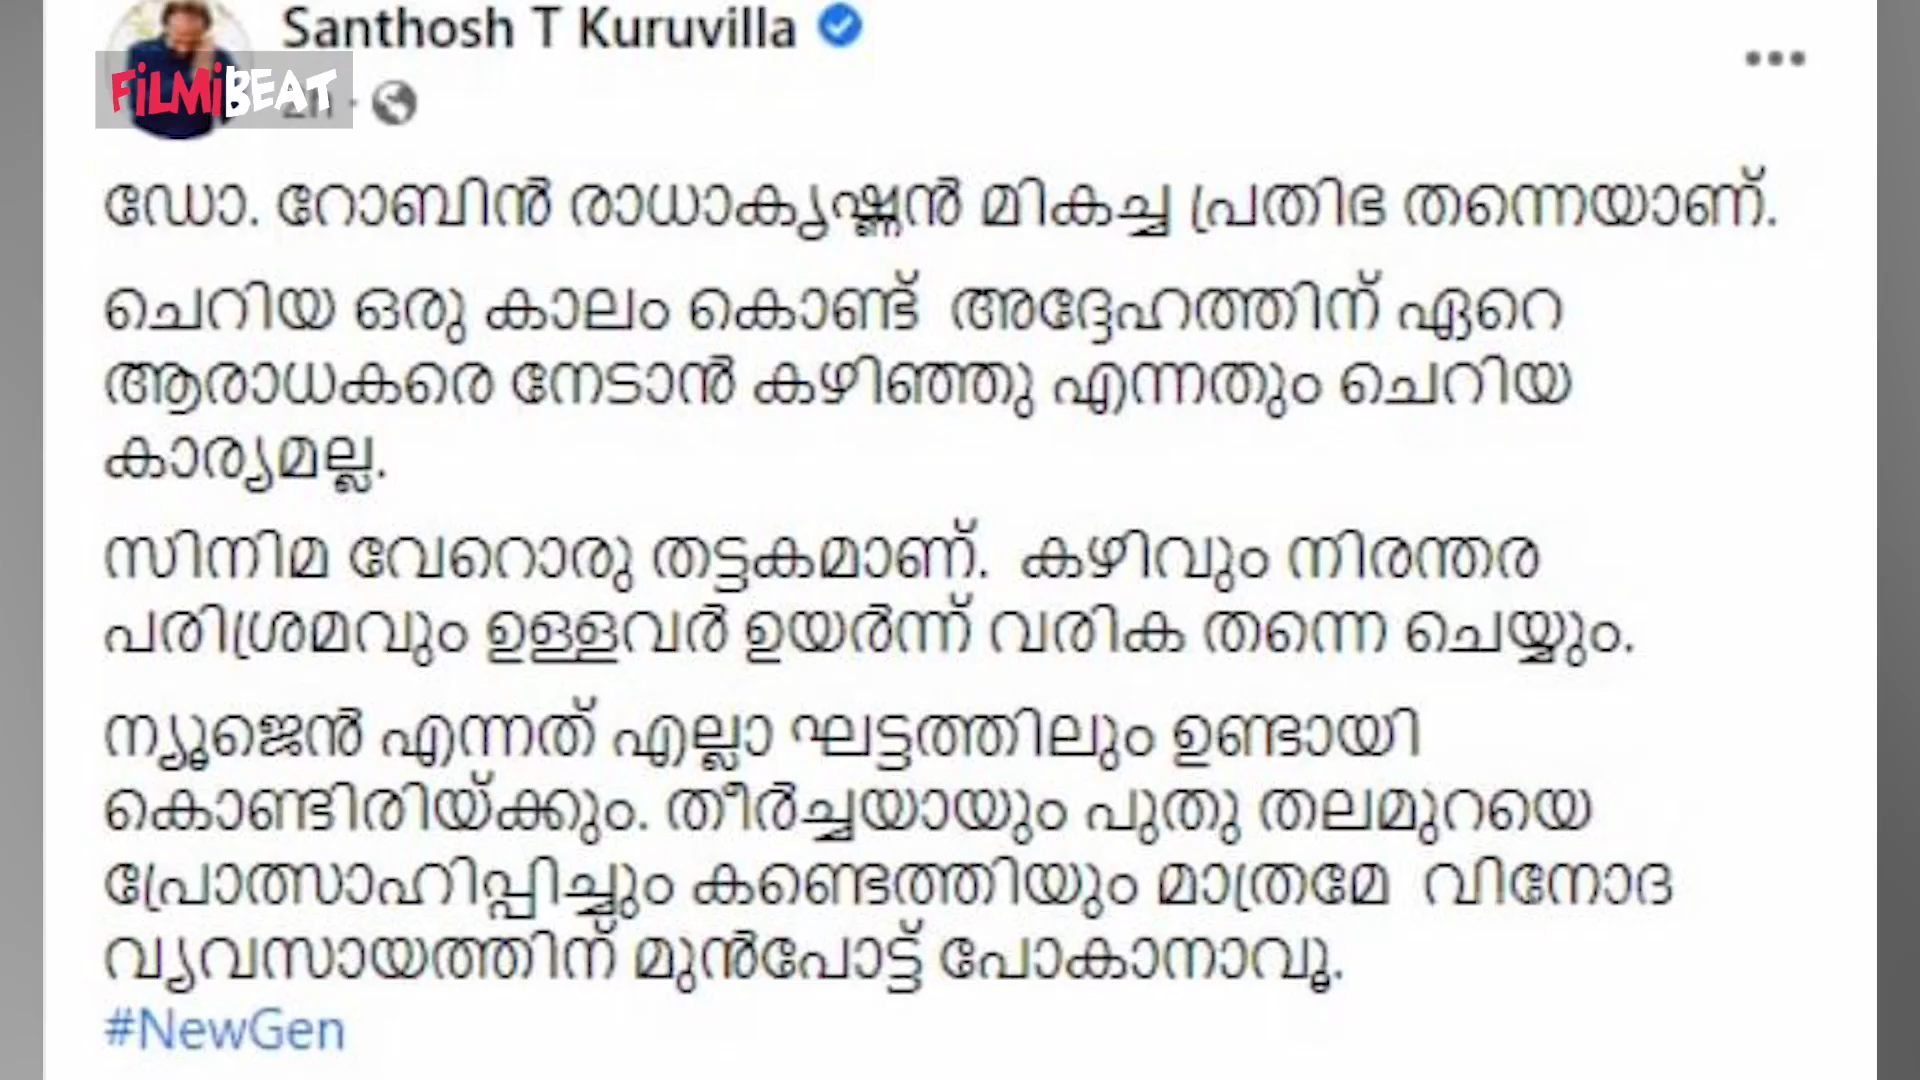 Santhosh T Kuruvilla
FiLMiBEAT
2h
ഡോ. റോബിൻ രാധാകൃഷ്ണൻ മികച്ച പ്രതിഭ തന്നെയാണ്.
ചെറിയ ഒരു കാലം കൊണ്ട് അദ്ദേഹത്തിന് ഏറെ
ആരാധകരെ നേടാൻ കഴിഞ്ഞു എന്നതും ചെറിയ
കാര്യമല്ല.
സിനിമ വേറൊരു തട്ടകമാണ്. കഴിവും നിരന്തര
പരിശ്രമവും ഉള്ളവർ ഉയർന്ന് വരിക തന്നെ ചെയ്യും.
ന്യൂജെൻ എന്നത് എല്ലാ ഘട്ടത്തിലും ഉണ്ടായി
കൊണ്ടിരിയ്ക്കും. തീർച്ചയായും പുതു തലമുറയെ
പ്രോത്സാഹിപ്പിച്ചും കണ്ടെത്തിയും മാത്രമേ വിനോദ
വ്യവസായത്തിന് മുൻപോട്ട് പോകാനാവൂ.
#NewGen